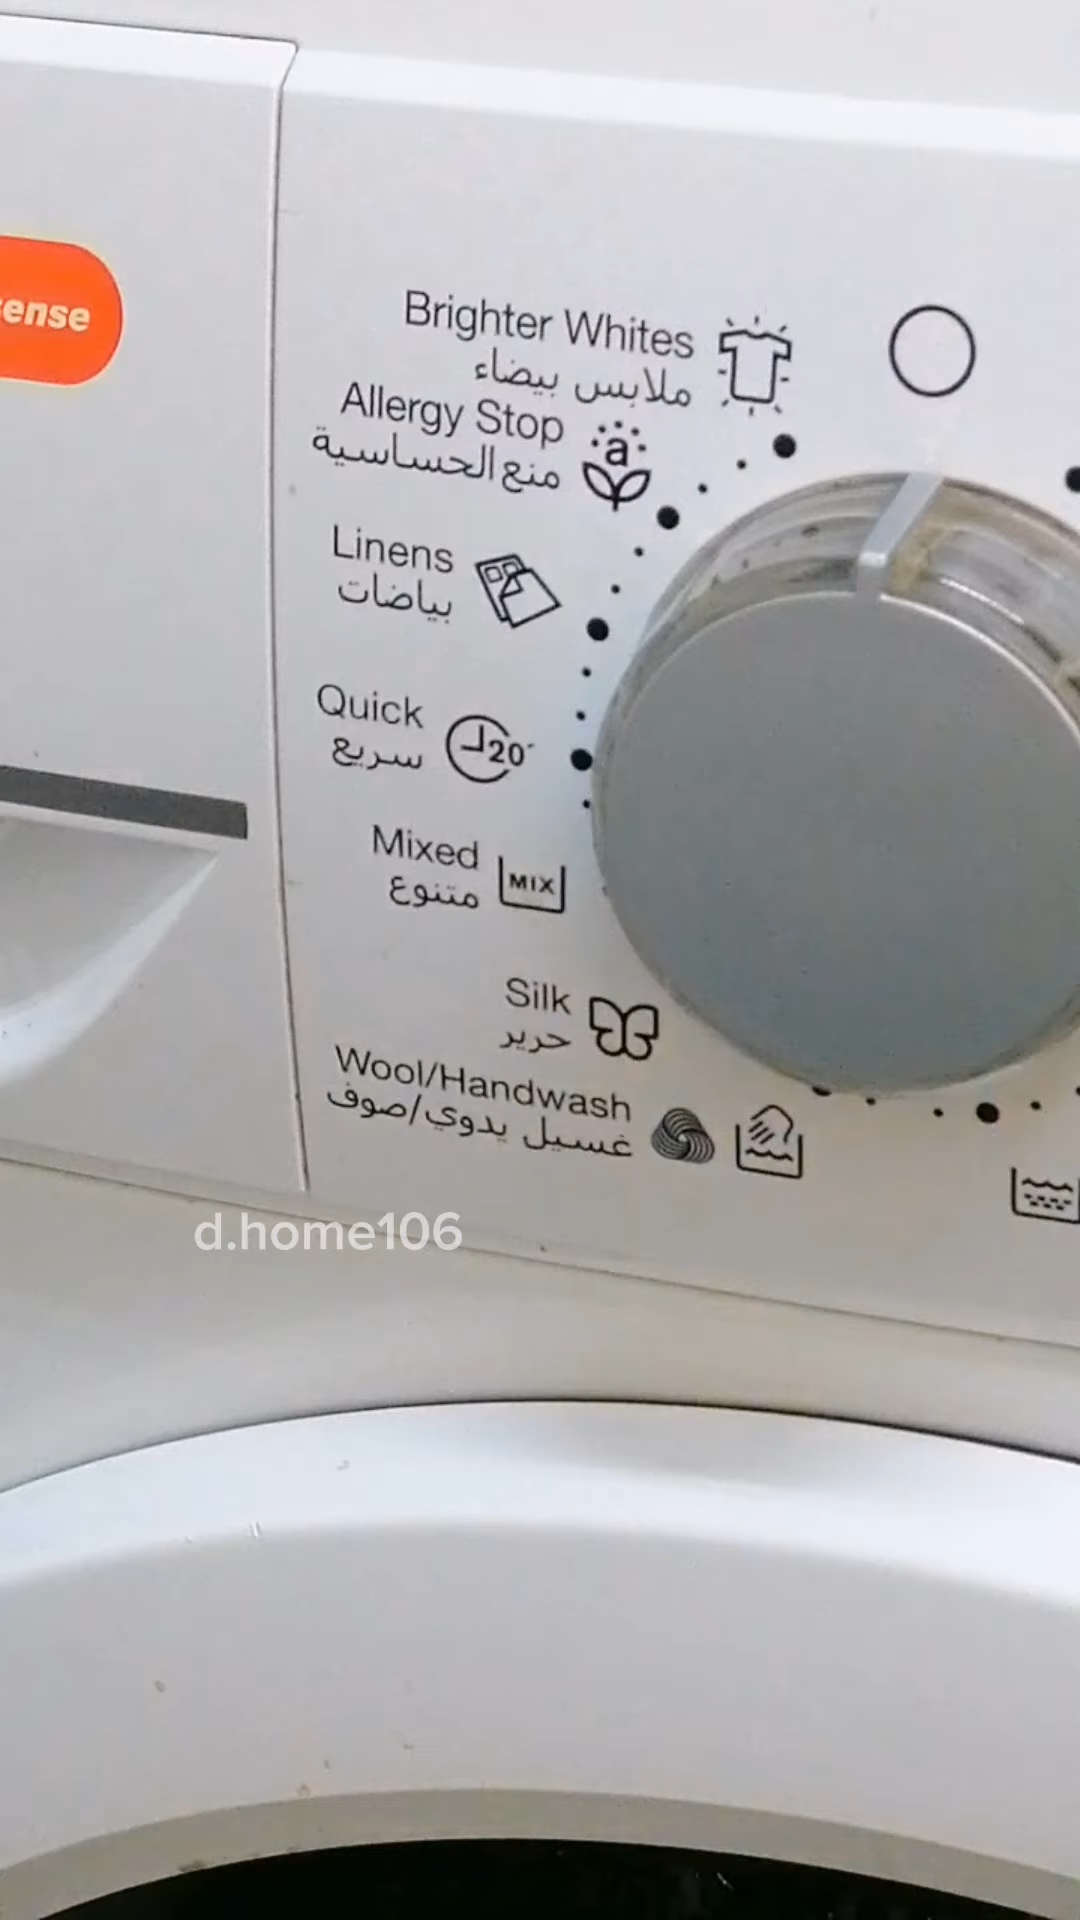 ense
Brighter Whites
ملابس بيضاء
Allergy Stop
a
منع الحساسية
Linens
بياضات
Quick
20
سريع
Mixed
MIX
متنوع
Silk
حرير
Wool/Handwash
غسيل يدوي/صوف
d.home106